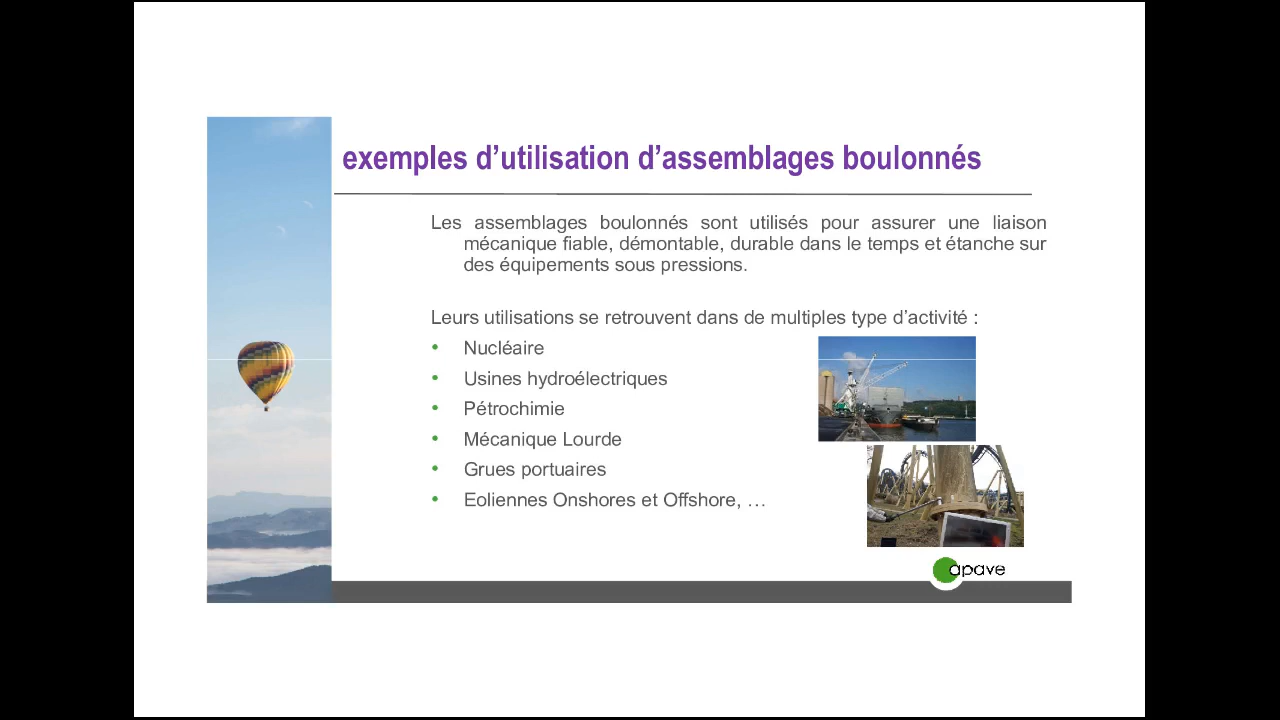 exemples d’utilisation d’assemblages boulonnés
Les assemblages boulonnés sont utilisés pour assurer une liaison
mécanique fiable, démontable, durable dans le temps et étanche sur
des équipements sous pressions.
Leurs utilisations se retrouvent dans de multiples type d’activité :
• Nucléaire
• Usines hydroélectriques
• Pétrochimie
• Mécanique Lourde
• Grues portuaires
• Eoliennes Onshores et Offshore, …
apave